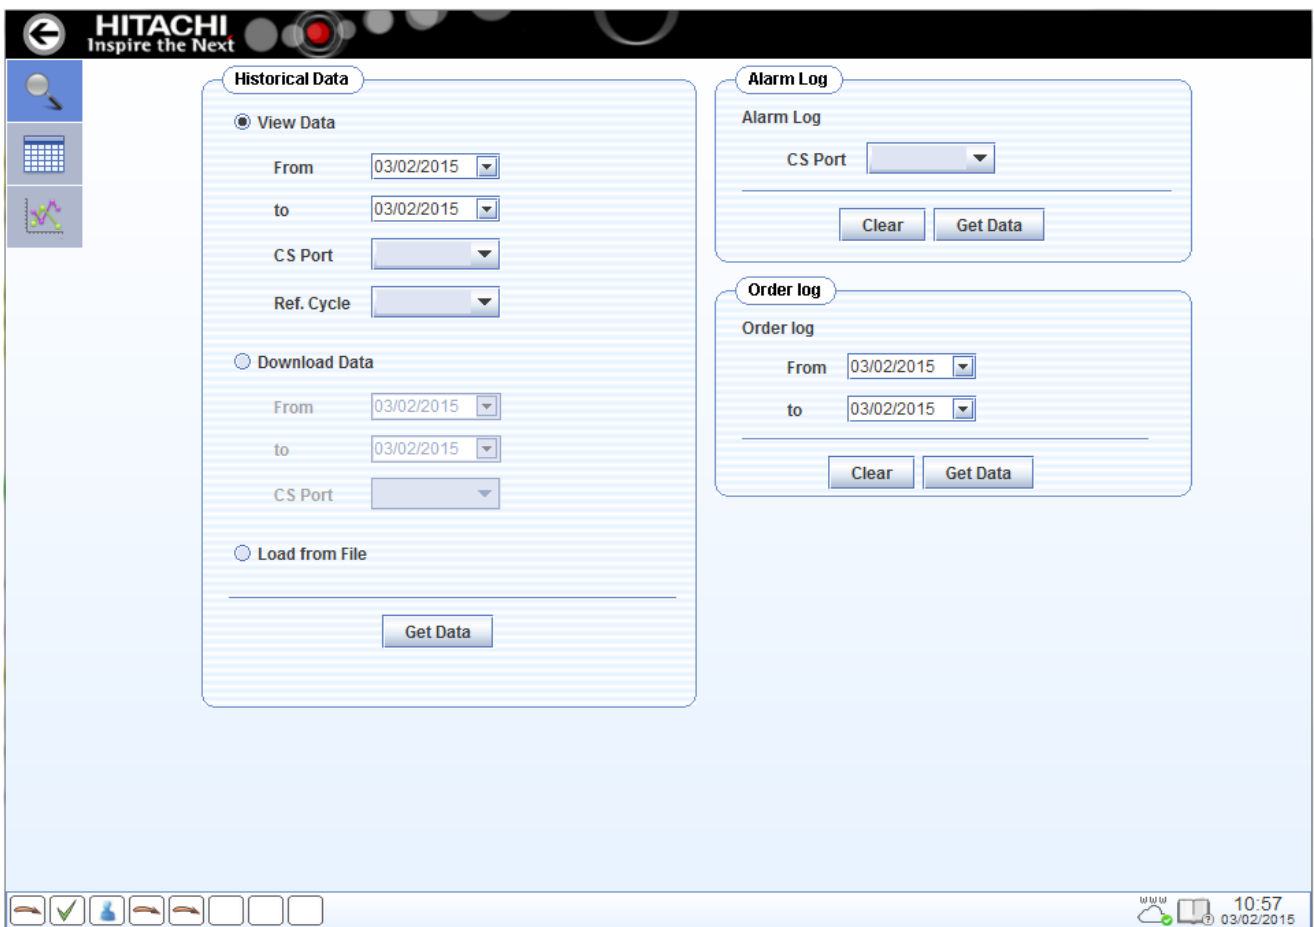 HITACHI
Inspire the Next
Historical Data
View Data
From 03/02/2015
to 03/02/2015
CS Port
Ref. Cycle
Download Data
From 03/02/2015
to 03/02/2015
CS Port
Load from File
Get Data
Alarm Log
Alarm Log
CS Port
Clear Get Data
Order log
Order log
From 03/02/2015
to 03/02/2015
Clear Get Data
www
?
10:57
03/02/2015